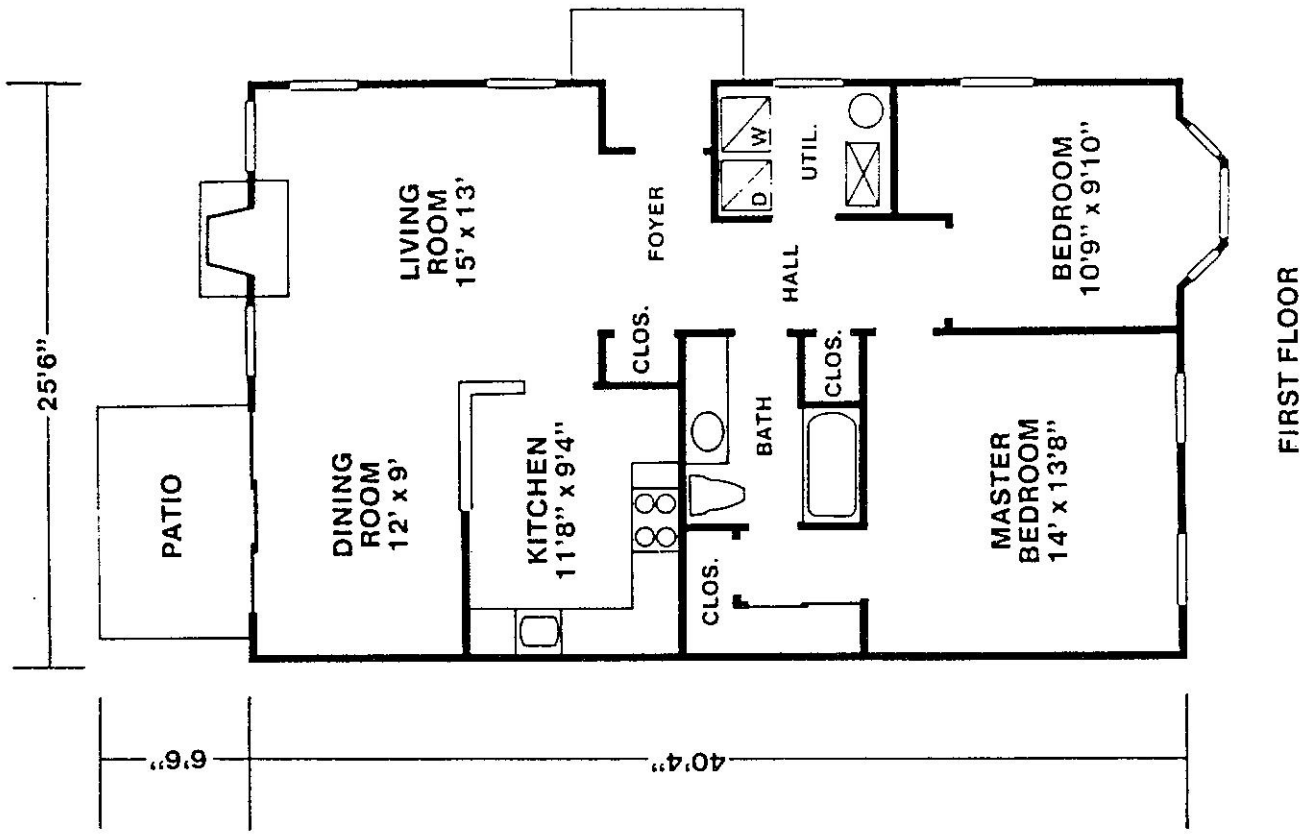 25'6"
6'6"
40'4"
PATIO
DINING
ROOM
12' x 9'
LIVING
ROOM
15' x 13'
KITCHEN
11'8" x 9'4"
CLOS.
FOYER
D
W
UTIL.
HALL
BATH
CLOS.
CLOS.
MASTER
BEDROOM
14' x 13'8"
BEDROOM
10'9" x 9'10"
FIRST FLOOR